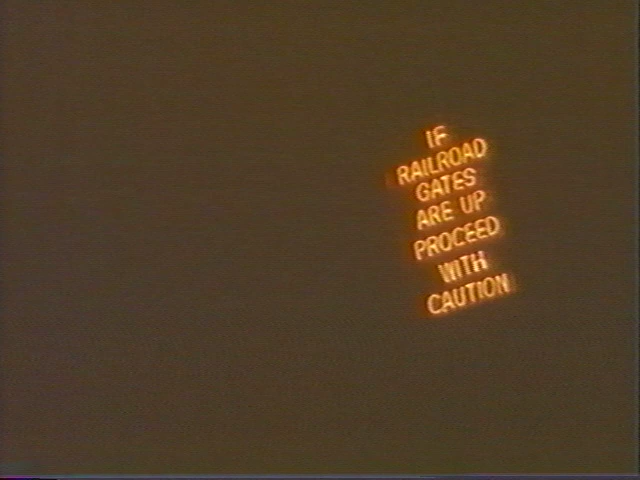 IF
RAILROAD
GATES
ARE UP
PROCEED
WITH
CAUTION